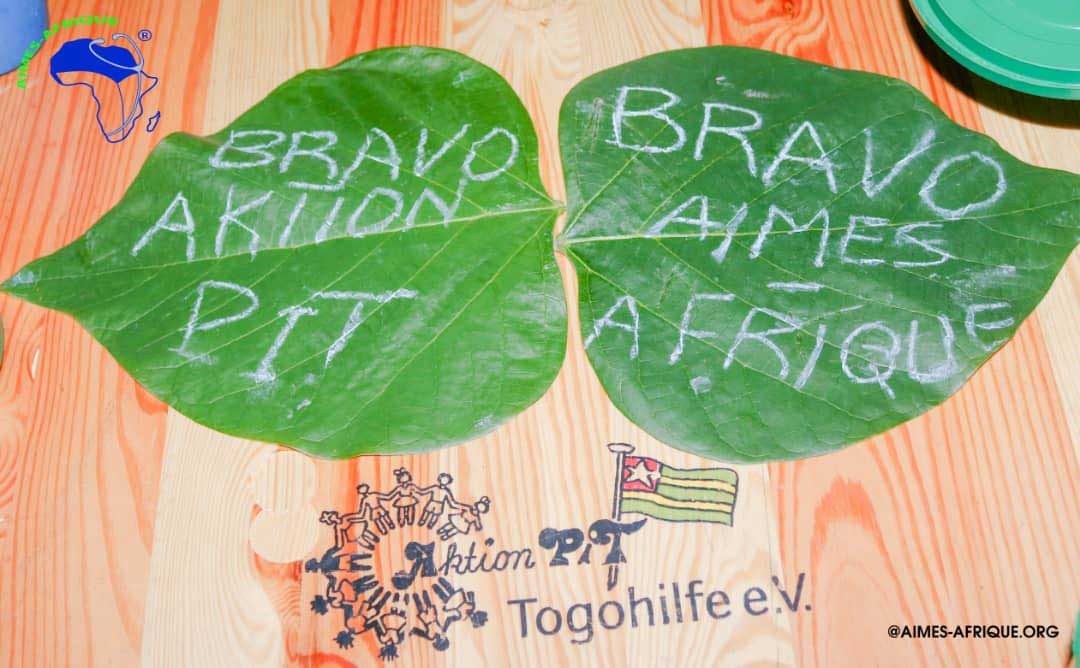 AIMES-AFRIQUE ®
BRAVO
AKTION
PIT
BRAVO
AIMES
AFRIQUE
Aktion PiT
Togohilfe e.V.
@AIMES-AFRIQUE.ORG